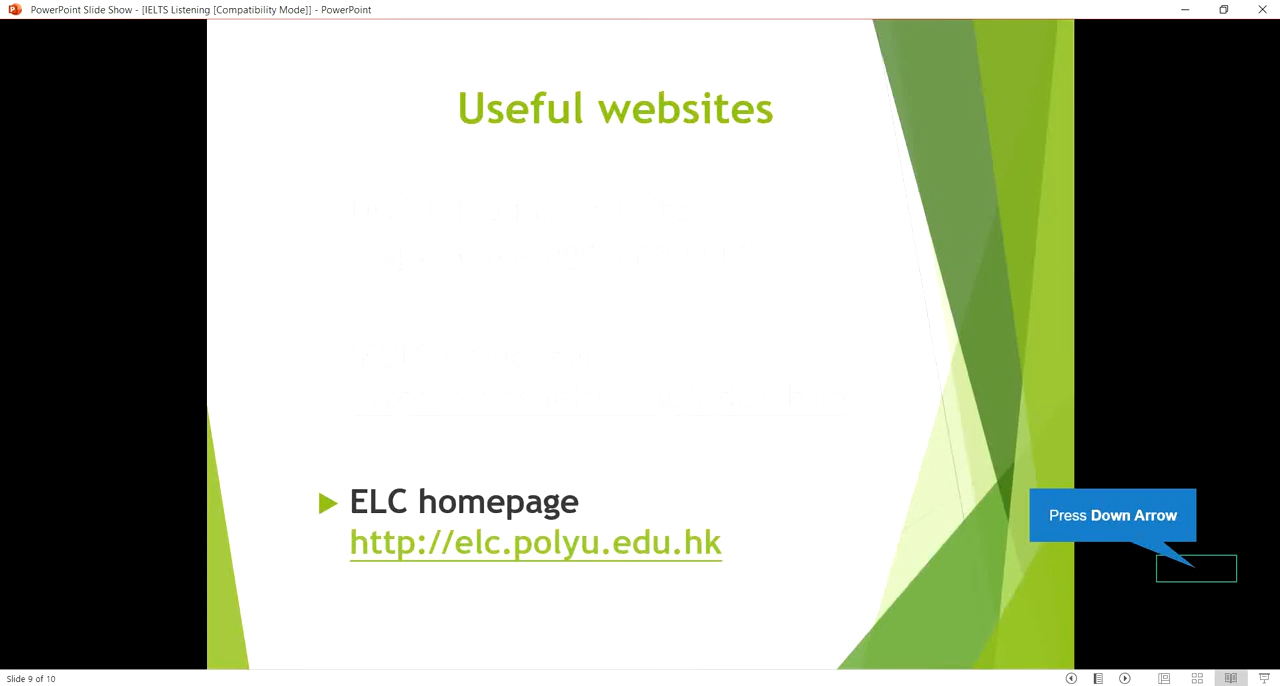 PowerPoint Slide Show - [IELTS Listening [Compatibility Mode]] - PowerPoint
Useful websites
ELC homepage
http://elc.polyu.edu.hk
Press Down Arrow
Slide 9 of 10